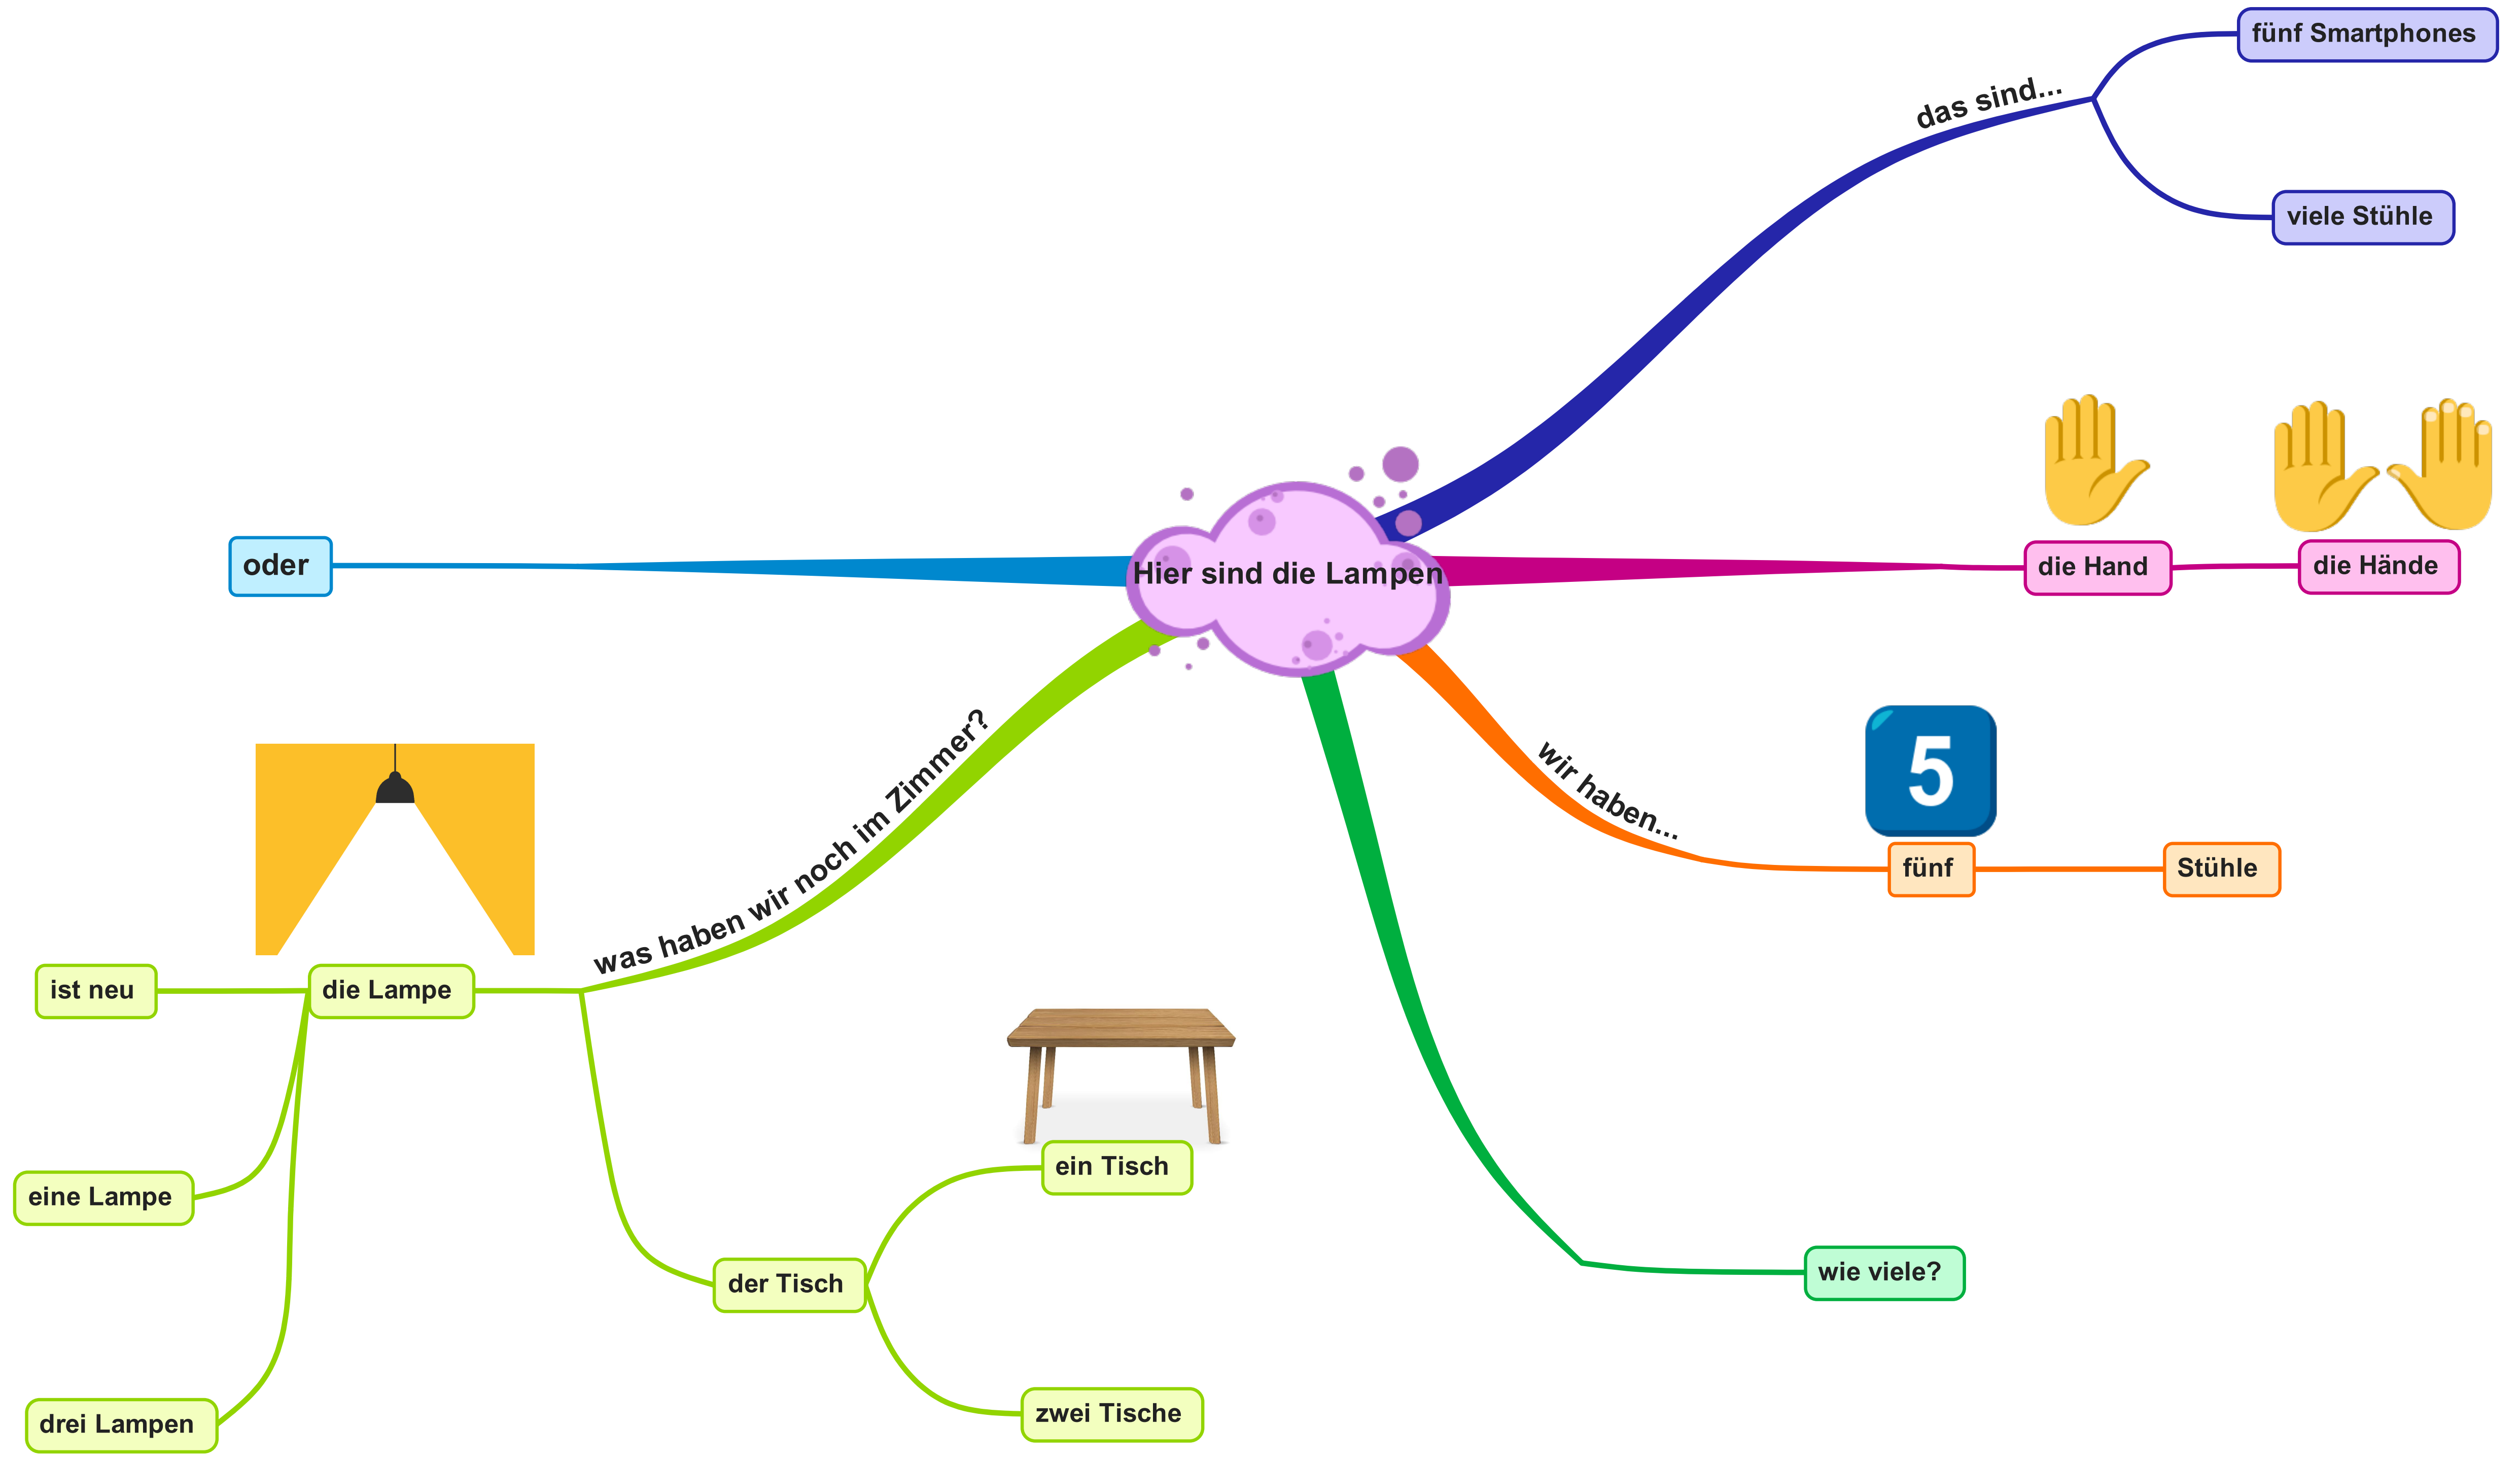 fünf Smartphones
das sind...
viele Stühle
die Hand
die Hände
Hier sind die Lampen
oder
wir haben...
5
fünf
Stühle
was haben wir noch im Zimmer?
ist neu
die Lampe
eine Lampe
drei Lampen
ein Tisch
der Tisch
zwei Tische
wie viele?